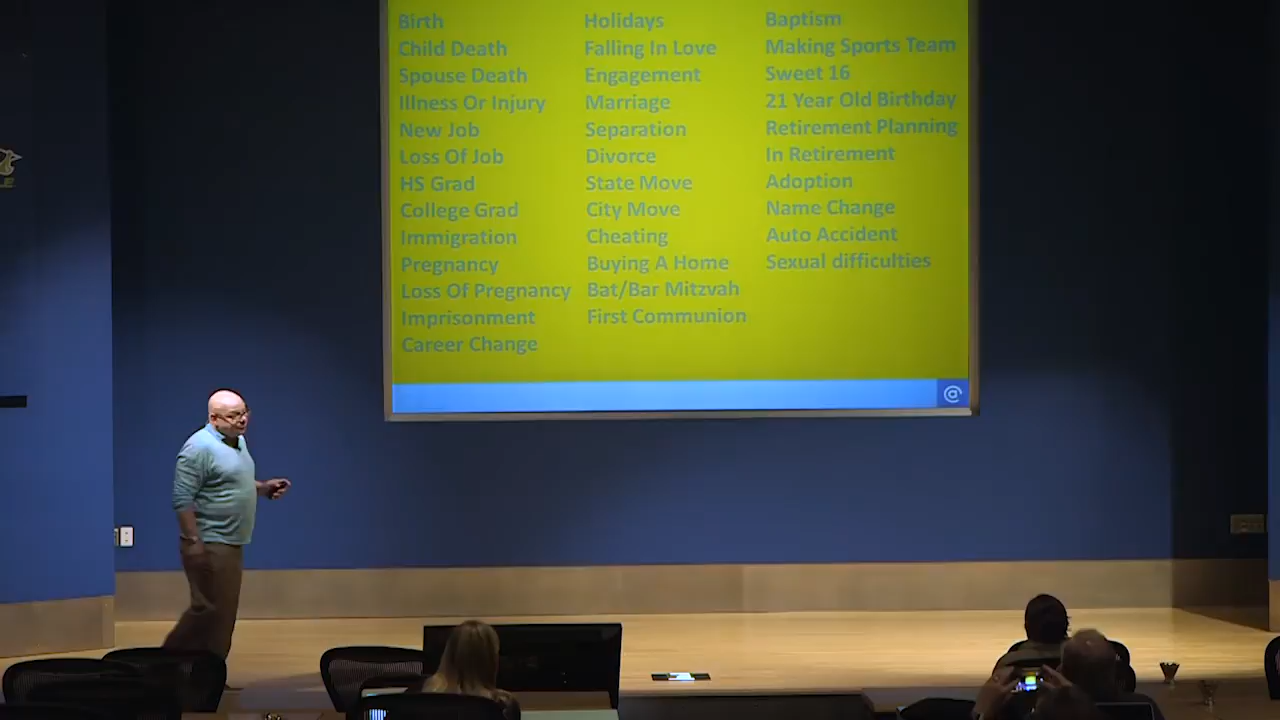 Birth
Child Death
Spouse Death
Illness Or Injury
New Job
Loss Of Job
HS Grad
College Grad
Immigration
Pregnancy
Loss Of Pregnancy
Imprisonment
Career Change
Holidays
Falling In Love
Engagement
Marriage
Separation
Divorce
State Move
City Move
Cheating
Buying A Home
Bat/Bar Mitzvah
First Communion
Baptism
Making Sports Team
Sweet 16
21 Year Old Birthday
Retirement Planning
In Retirement
Adoption
Name Change
Auto Accident
Sexual difficulties
@